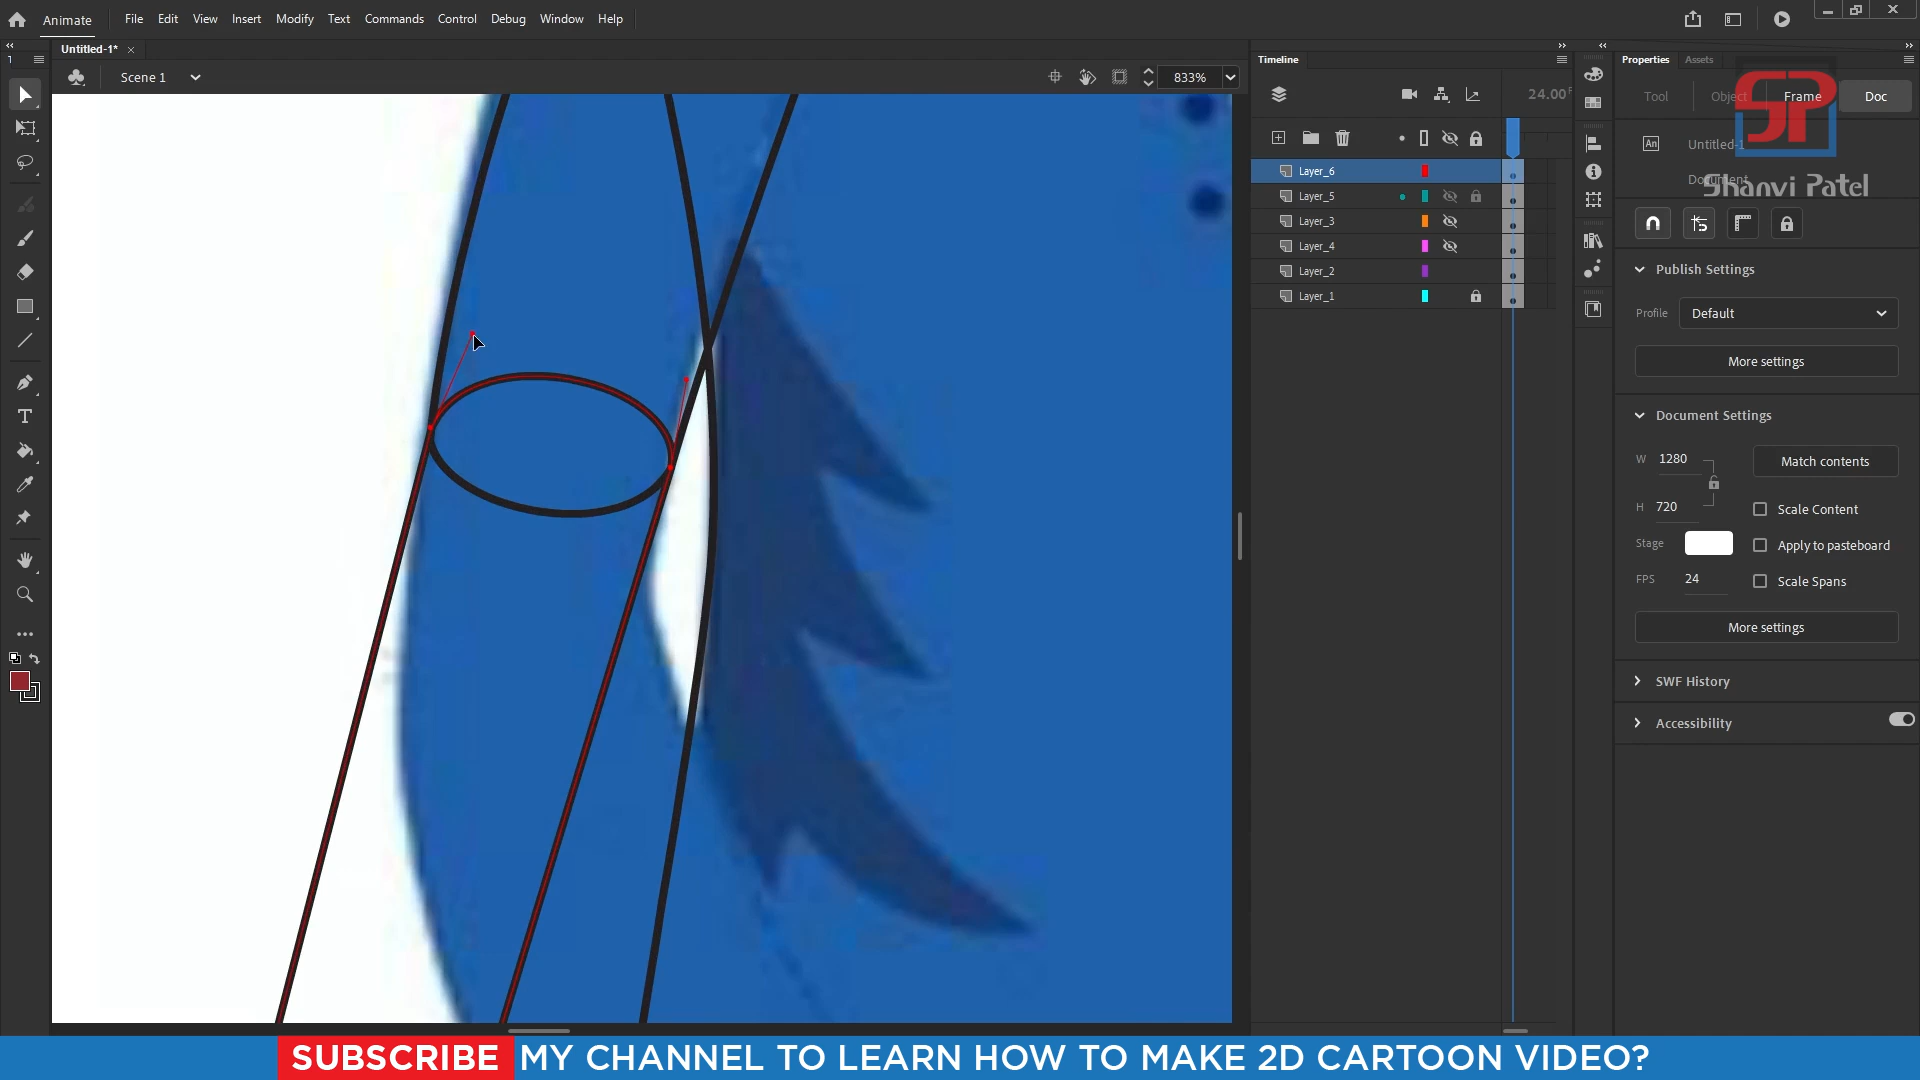 Animate File Edit View Insert Modify Text Commands Control Debug Window Help
Untitled-1* ×
Scene 1 833%
Timeline
24.00
Layer_6
Layer_5
Layer_3
Layer_4
Layer_2
Layer_1
Properties Assets
Tool Object Frame Doc
SP
An Untitled-1
Document
Shanvi Patel
Publish Settings
Profile Default
More settings
Document Settings
W 1280 Match contents
H 720 Scale Content
Stage Apply to pasteboard
FPS 24 Scale Spans
More settings
SWF History
Accessibility
SUBSCRIBE MY CHANNEL TO LEARN HOW TO MAKE 2D CARTOON VIDEO?